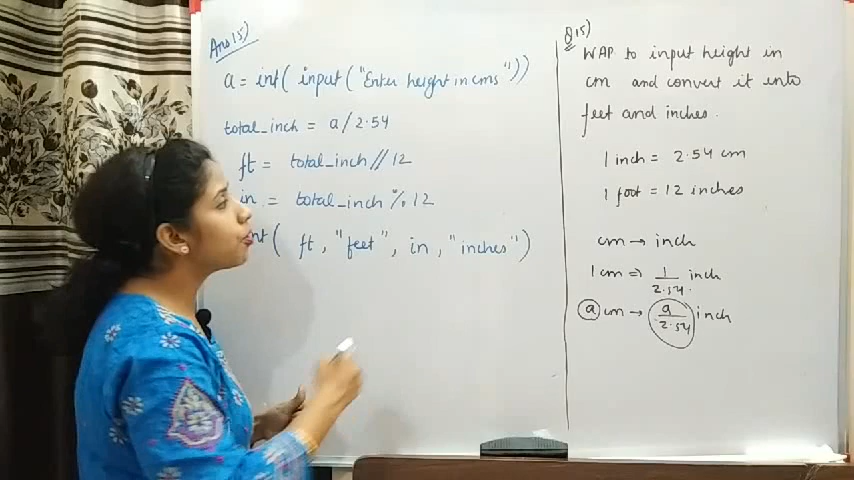 Ans 15)
a = int( input( "Enter height in cms" ))
total_inch = a / 2.54
ft = total_inch // 12
in = total_inch % 12
nt( ft , "feet" , in , "inches" )
Q 15)
WAP to input height in
cm and convert it into
feet and inches.
1 inch = 2.54 cm
1 foot = 12 inches
cm → inch
1 cm ⇒ 1/2.54 inch
a cm → a/2.54 inch